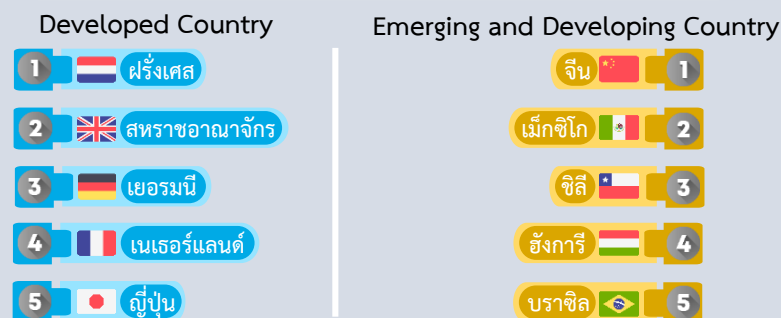 Developed Country
1 ฝรั่งเศส
2 สหราชอาณาจักร
3 เยอรมนี
4 เนเธอร์แลนด์
5 ญี่ปุ่น
Emerging and Developing Country
จีน 1
เม็กซิโก 2
ชิลี 3
ฮังการี 4
บราซิล 5